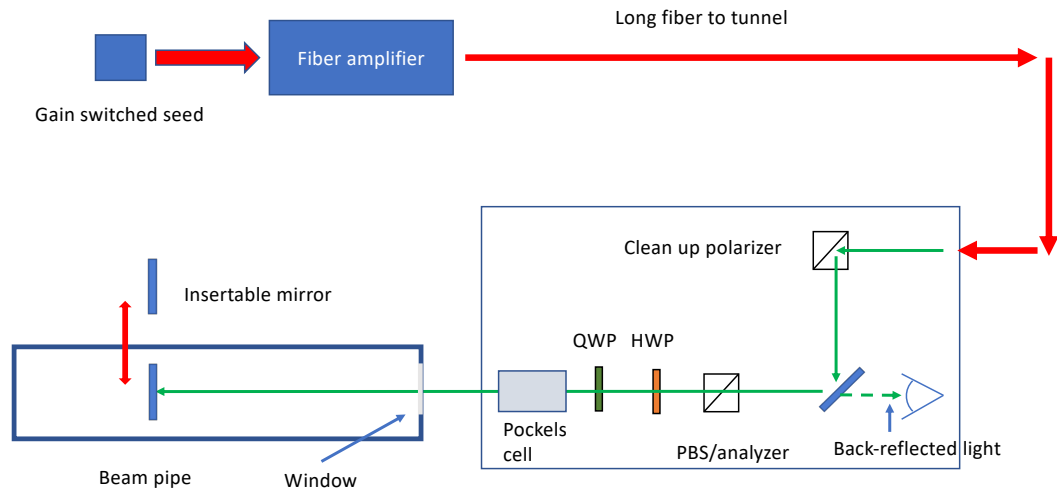 Long fiber to tunnel
Fiber amplifier
Gain switched seed
Clean up polarizer
Insertable mirror
QWP
HWP
Pockels
cell
PBS/analyzer
Back-reflected light
Beam pipe
Window